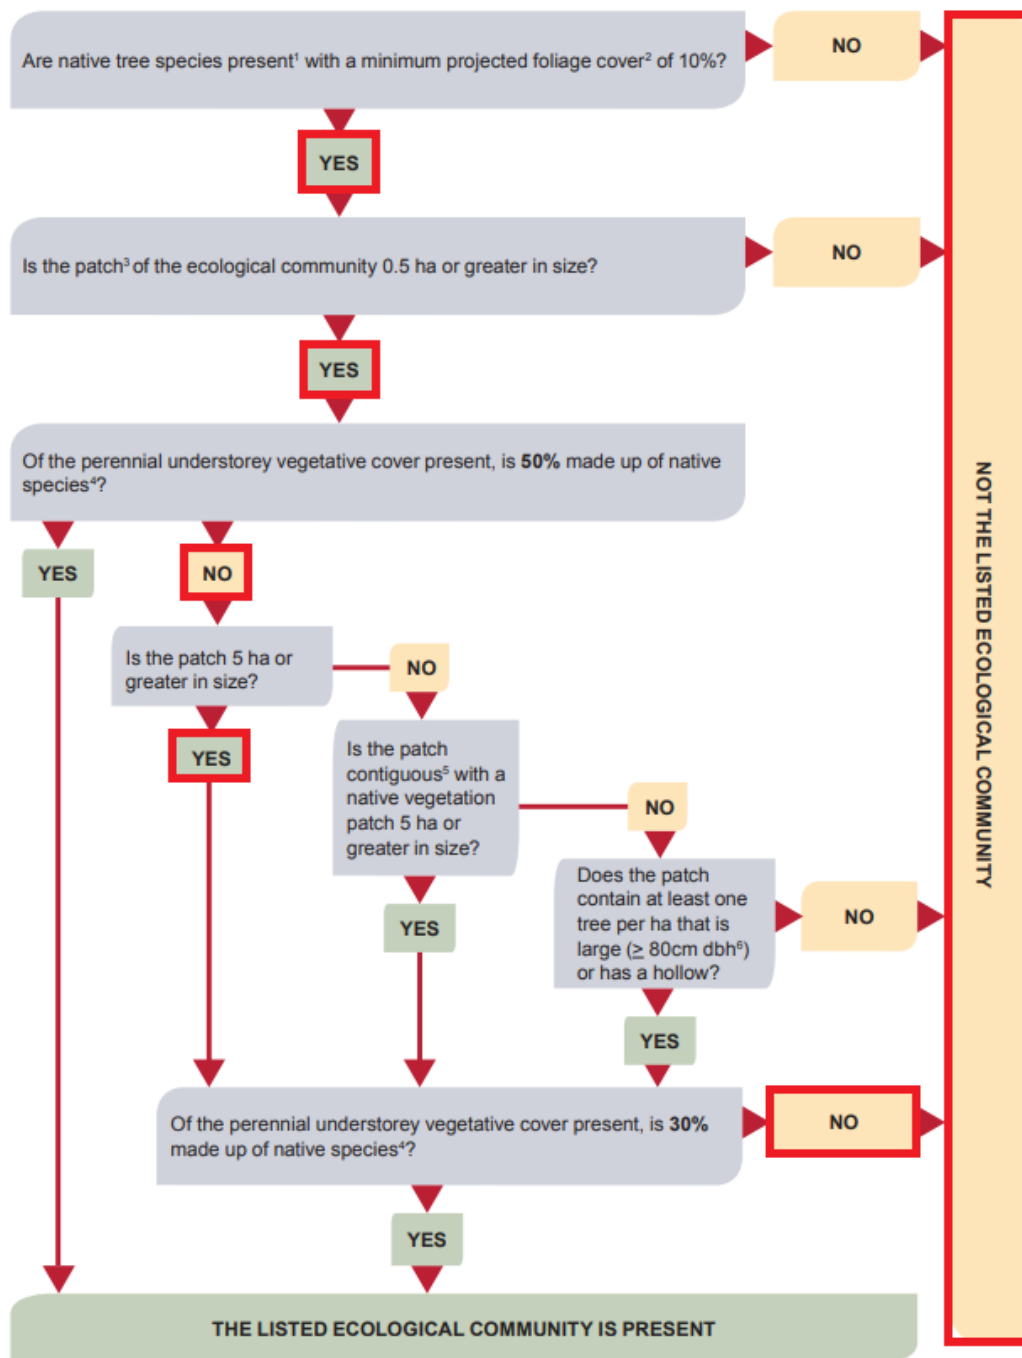 Are native tree species present¹ with a minimum projected foliage cover² of 10%?
NO
YES
Is the patch³ of the ecological community 0.5 ha or greater in size?
NO
YES
Of the perennial understorey vegetative cover present, is 50% made up of native
species⁴?
YES
NO
Is the patch 5 ha or
greater in size?
NO
YES
Is the patch
contiguous⁵ with a
native vegetation
patch 5 ha or
greater in size?
NO
YES
Does the patch
contain at least one
tree per ha that is
large (≥ 80cm dbh⁶)
or has a hollow?
NO
YES
Of the perennial understorey vegetative cover present, is 30%
made up of native species⁴?
NO
YES
THE LISTED ECOLOGICAL COMMUNITY IS PRESENT
NOT THE LISTED ECOLOGICAL COMMUNITY